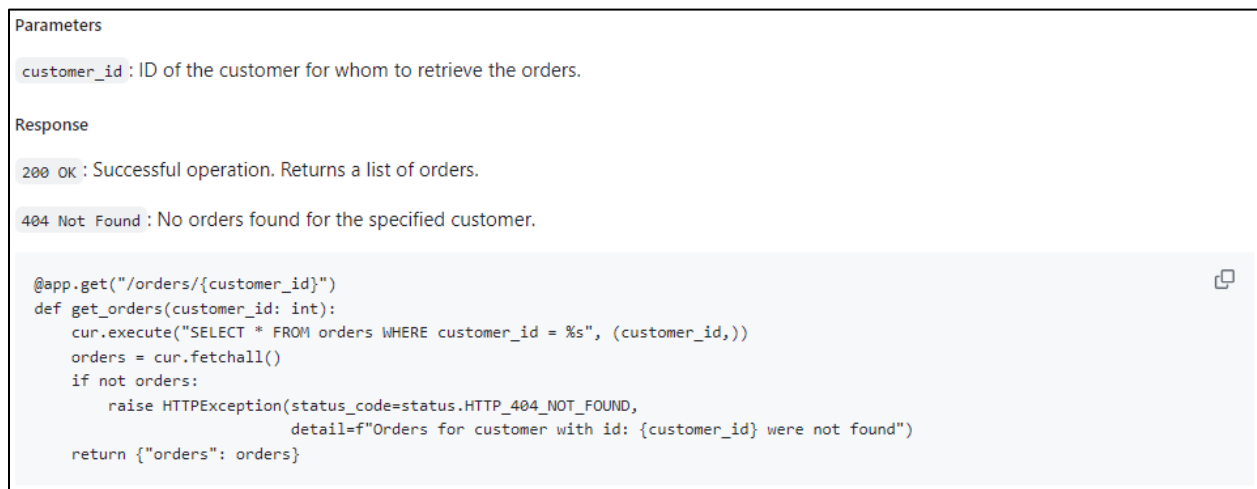 Parameters
customer_id : ID of the customer for whom to retrieve the orders.
Response
200 OK : Successful operation. Returns a list of orders.
404 Not Found : No orders found for the specified customer.
@app.get("/orders/{customer_id}")
def get_orders(customer_id: int):
    cur.execute("SELECT * FROM orders WHERE customer_id = %s", (customer_id,))
    orders = cur.fetchall()
    if not orders:
        raise HTTPException(status_code=status.HTTP_404_NOT_FOUND,
                            detail=f"Orders for customer with id: {customer_id} were not found")
    return {"orders": orders}